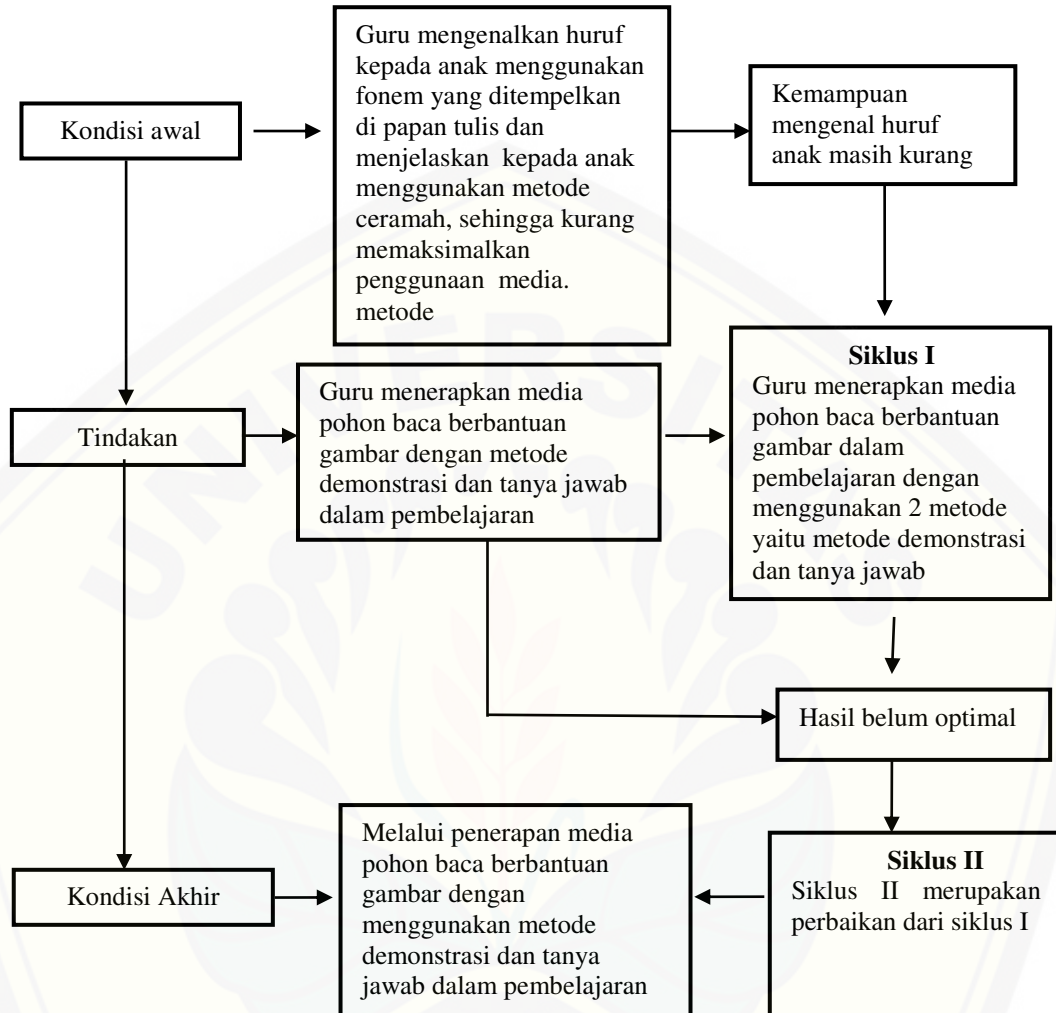 Guru mengenalkan huruf
kepada anak menggunakan
fonem yang ditempelkan
di papan tulis dan
menjelaskan kepada anak
menggunakan metode
ceramah, sehingga kurang
memaksimalkan
penggunaan media.
metode
Kondisi awal
Kemampuan
mengenal huruf
anak masih kurang
Tindakan
Guru menerapkan media
pohon baca berbantuan
gambar dengan metode
demonstrasi dan tanya jawab
dalam pembelajaran
Siklus I
Guru menerapkan media
pohon baca berbantuan
gambar dalam
pembelajaran dengan
menggunakan 2 metode
yaitu metode demonstrasi
dan tanya jawab
Hasil belum optimal
Kondisi Akhir
Melalui penerapan media
pohon baca berbantuan
gambar dengan
menggunakan metode
demonstrasi dan tanya
jawab dalam pembelajaran
Siklus II
Siklus II merupakan
perbaikan dari siklus I
UNIVERSITAS